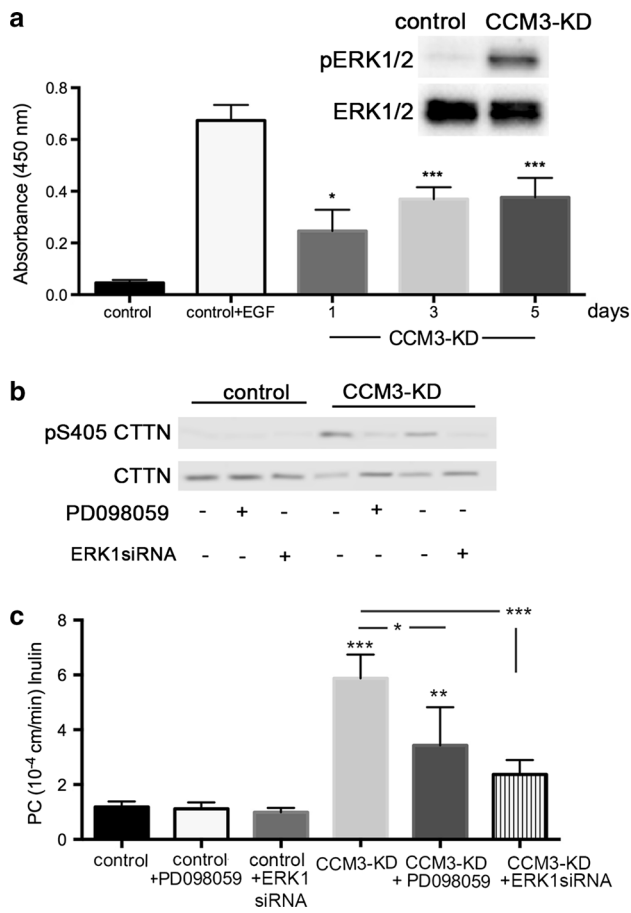 a
control CCM3-KD
pERK1/2
ERK1/2
Absorbance (450 nm)
0.8
0.6
0.4
0.2
0.0
* *** ***
control control+EGF 1 3 5 days
CCM3-KD
b
control CCM3-KD
pS405 CTTN
CTTN
PD098059 - + - - + - -
ERK1siRNA - - + - - - +
c
PC (10-4 cm/min) Inulin
8
6
4
2
0
***
*
***
**
control
control
+PD098059
control
+ERK1
siRNA
CCM3-KD
CCM3-KD
+ PD098059
CCM3-KD
+ERK1siRNA